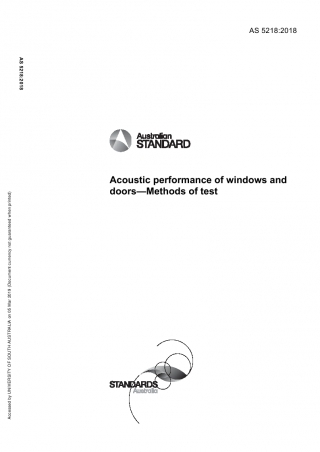 AS 5218:2018
AS 5218:2018
Australian
STANDARD
Acoustic performance of windows and
doors—Methods of test
Accessed by UNIVERSITY OF SOUTH AUSTRALIA on 05 Mar 2019 (Document currency not guaranteed when printed)
STANDARDS
Australia